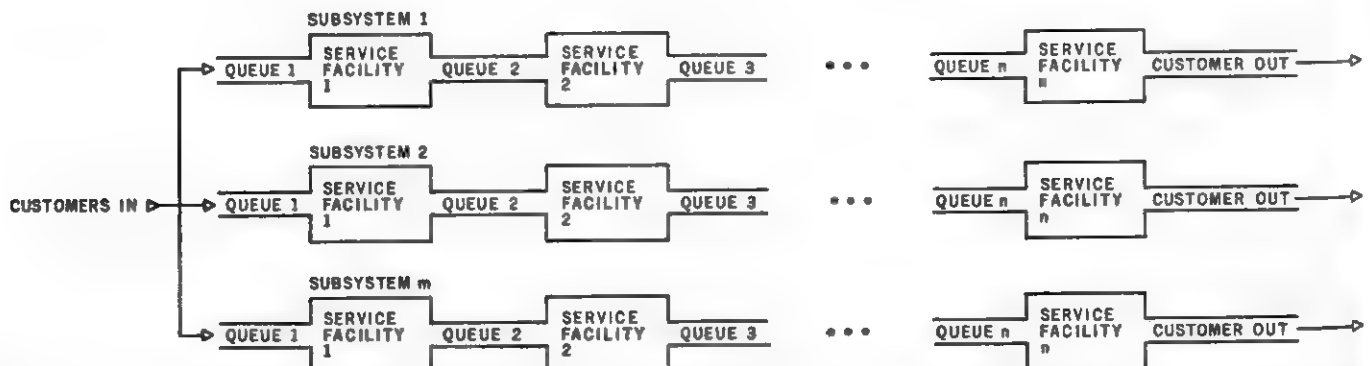 SUBSYSTEM 1
QUEUE 1
SERVICE
FACILITY
1
QUEUE 2
SERVICE
FACILITY
2
QUEUE 3
QUEUE n
SERVICE
FACILITY
m
CUSTOMER OUT
CUSTOMERS IN
SUBSYSTEM 2
QUEUE 1
SERVICE
FACILITY
1
QUEUE 2
SERVICE
FACILITY
2
QUEUE 3
QUEUE n
SERVICE
FACILITY
n
CUSTOMER OUT
SUBSYSTEM m
QUEUE 1
SERVICE
FACILITY
1
QUEUE 2
SERVICE
FACILITY
2
QUEUE 3
QUEUE n
SERVICE
FACILITY
n
CUSTOMER OUT